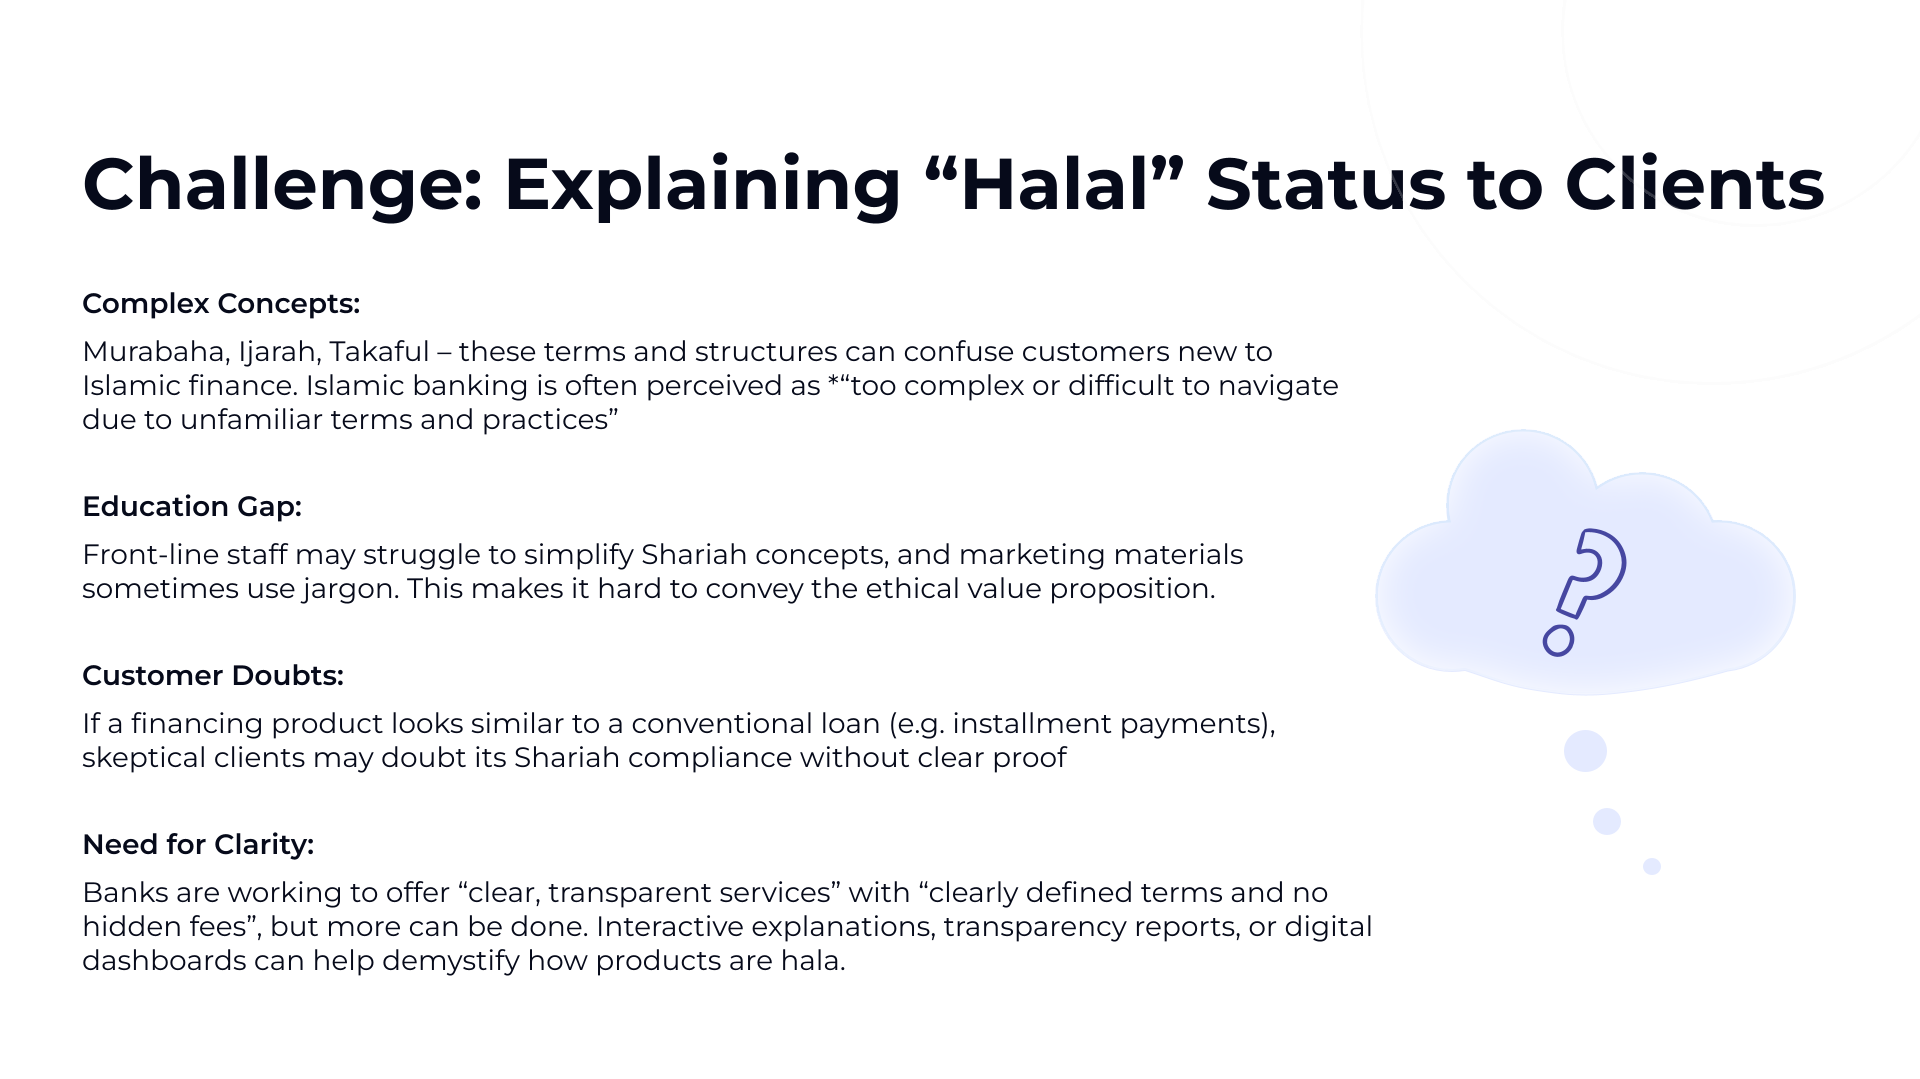 Challenge: Explaining “Halal” Status to Clients
Complex Concepts:
Murabaha, Ijarah, Takaful – these terms and structures can confuse customers new to
Islamic finance. Islamic banking is often perceived as *“too complex or difficult to navigate
due to unfamiliar terms and practices”
Education Gap:
Front-line staff may struggle to simplify Shariah concepts, and marketing materials
sometimes use jargon. This makes it hard to convey the ethical value proposition.
Customer Doubts:
If a financing product looks similar to a conventional loan (e.g. installment payments),
skeptical clients may doubt its Shariah compliance without clear proof
Need for Clarity:
Banks are working to offer “clear, transparent services” with “clearly defined terms and no
hidden fees”, but more can be done. Interactive explanations, transparency reports, or digital
dashboards can help demystify how products are hala.
?